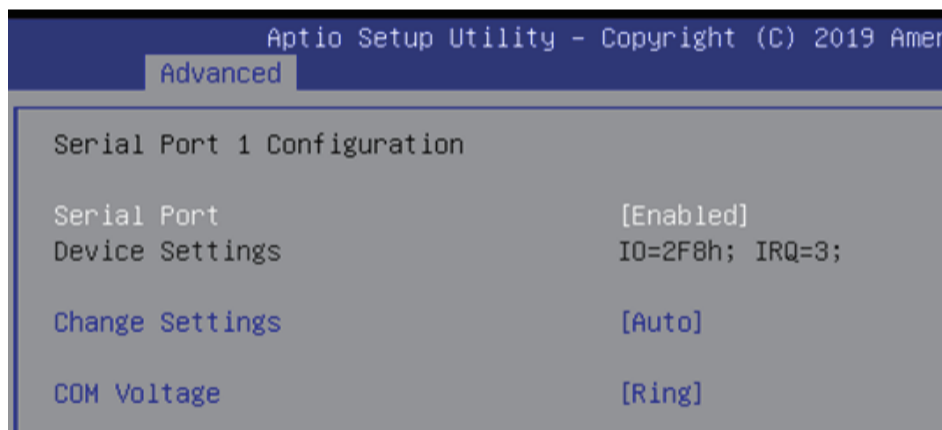 Aptio Setup Utility – Copyright (C) 2019
Advanced
Serial Port 1 Configuration
Serial Port [Enabled]
Device Settings IO=2F8h; IRQ=3;
Change Settings [Auto]
COM Voltage [Ring]